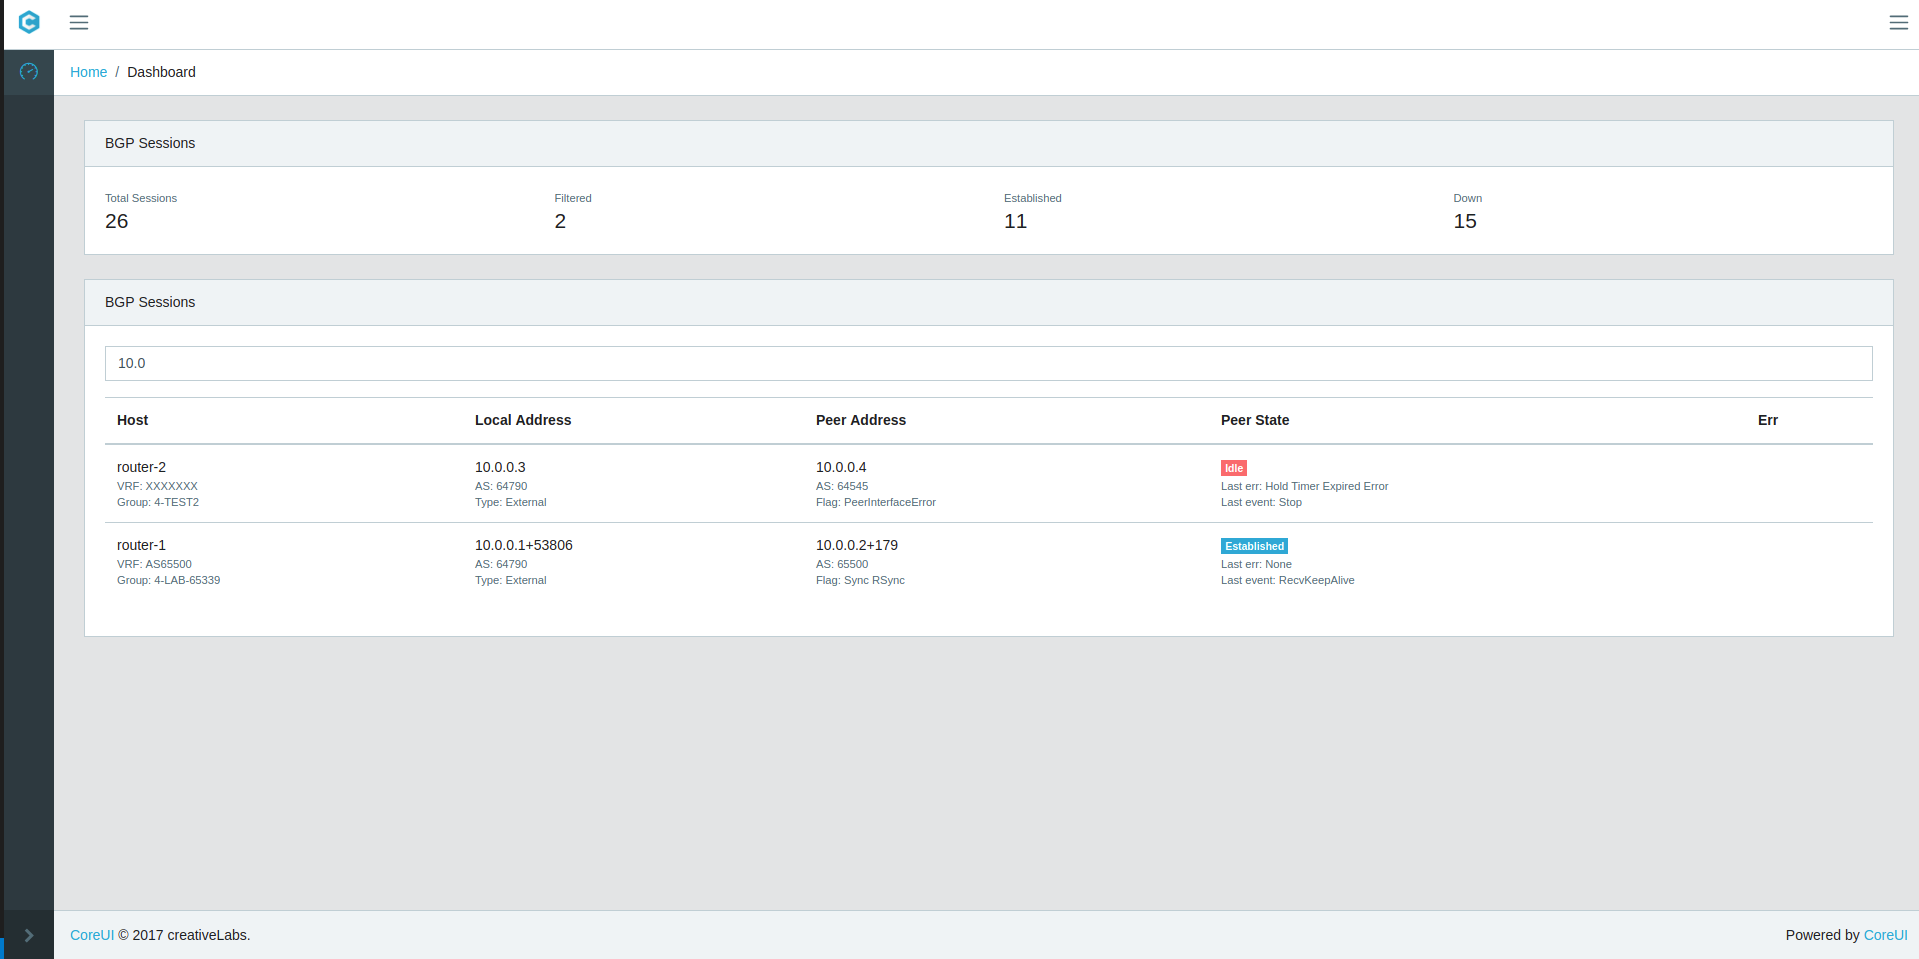 Home / Dashboard
BGP Sessions
Total Sessions Filtered Established Down
26 2 11 15
BGP Sessions
10.0
Host Local Address Peer Address Peer State Err
router-2 10.0.0.3 10.0.0.4 Idle
VRF: XXXXXXX AS: 64790 AS: 64545 Last err: Hold Timer Expired Error
Group: 4-TEST2 Type: External Flag: PeerInterfaceError Last event: Stop
router-1 10.0.0.1+53806 10.0.0.2+179 Established
VRF: AS65500 AS: 64790 AS: 65500 Last err: None
Group: 4-LAB-65339 Type: External Flag: Sync RSync Last event: RecvKeepAlive
CoreUI © 2017 creativeLabs. Powered by CoreUI